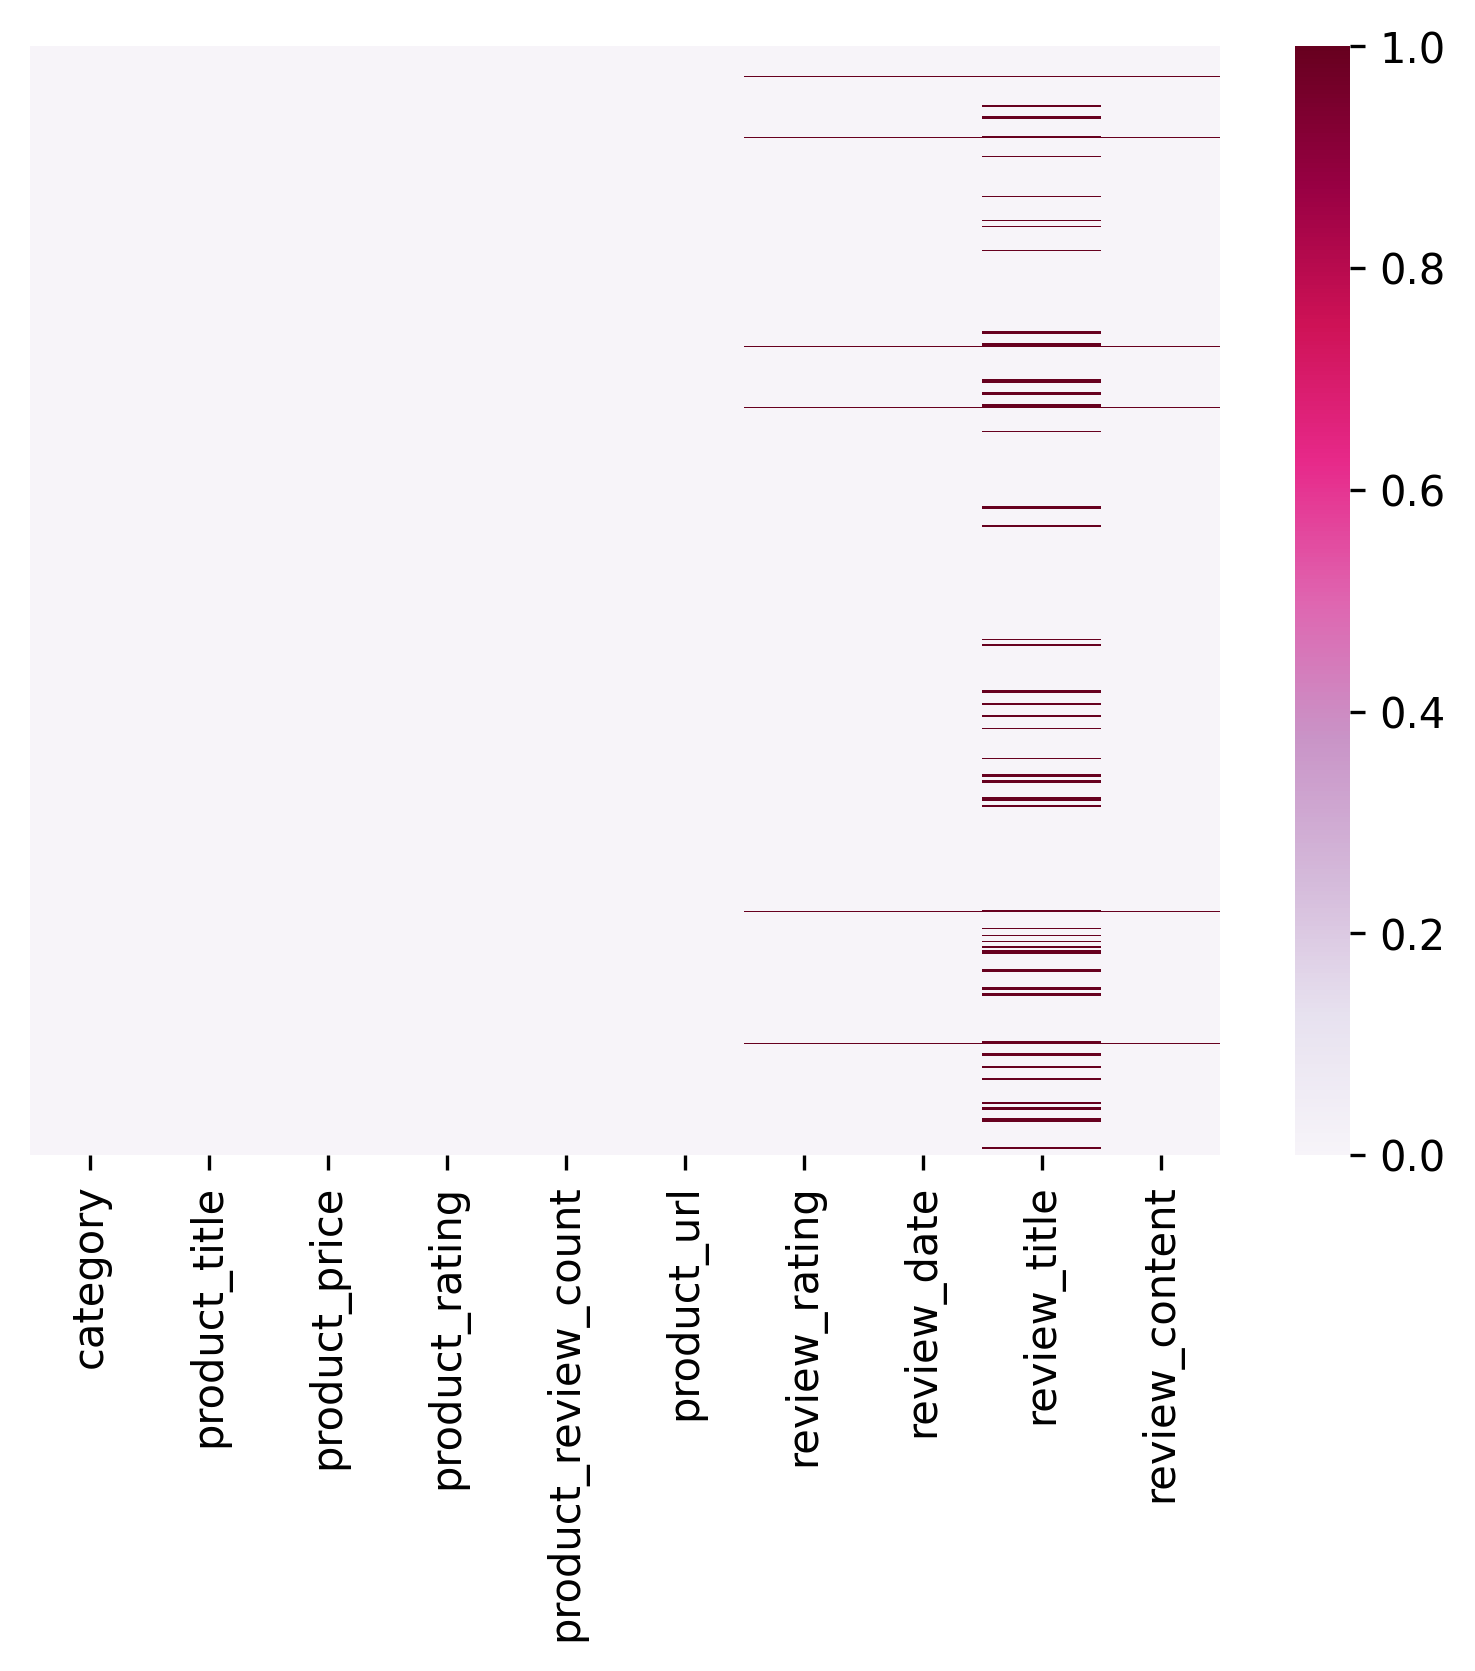 1.0
0.8
0.6
0.4
0.2
0.0
category
product_title
product_price
product_rating
product_review_count
product_url
review_rating
review_date
review_title
review_content